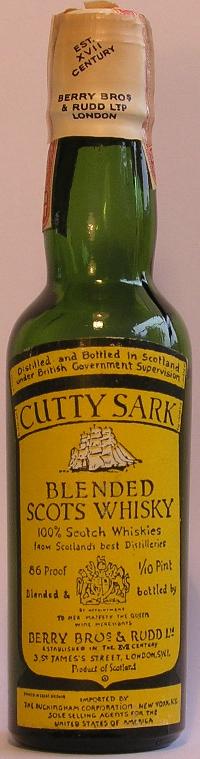 EST.
XVII
CENTURY
BERRY BROS
& RUDD LTD
LONDON
Distilled and Bottled in Scotland
under British Government Supervision
CUTTY SARK
BLENDED
SCOTS WHISKY
100% Scotch Whiskies
from Scotlands best Distilleries
86 Proof 1/10 Pint
Blended & bottled by
BY APPOINTMENT
TO HER MAJESTY THE QUEEN
WINE MERCHANTS
BERRY BROS & RUDD LTD
ESTABLISHED IN THE XVII CENTURY
3, ST JAMES'S STREET, LONDON, S.W.1.
Product of Scotland
IMPORTED BY
THE BUCKINGHAM CORPORATION · NEW YORK, N.Y.
SOLE SELLING AGENTS FOR THE
UNITED STATES OF AMERICA